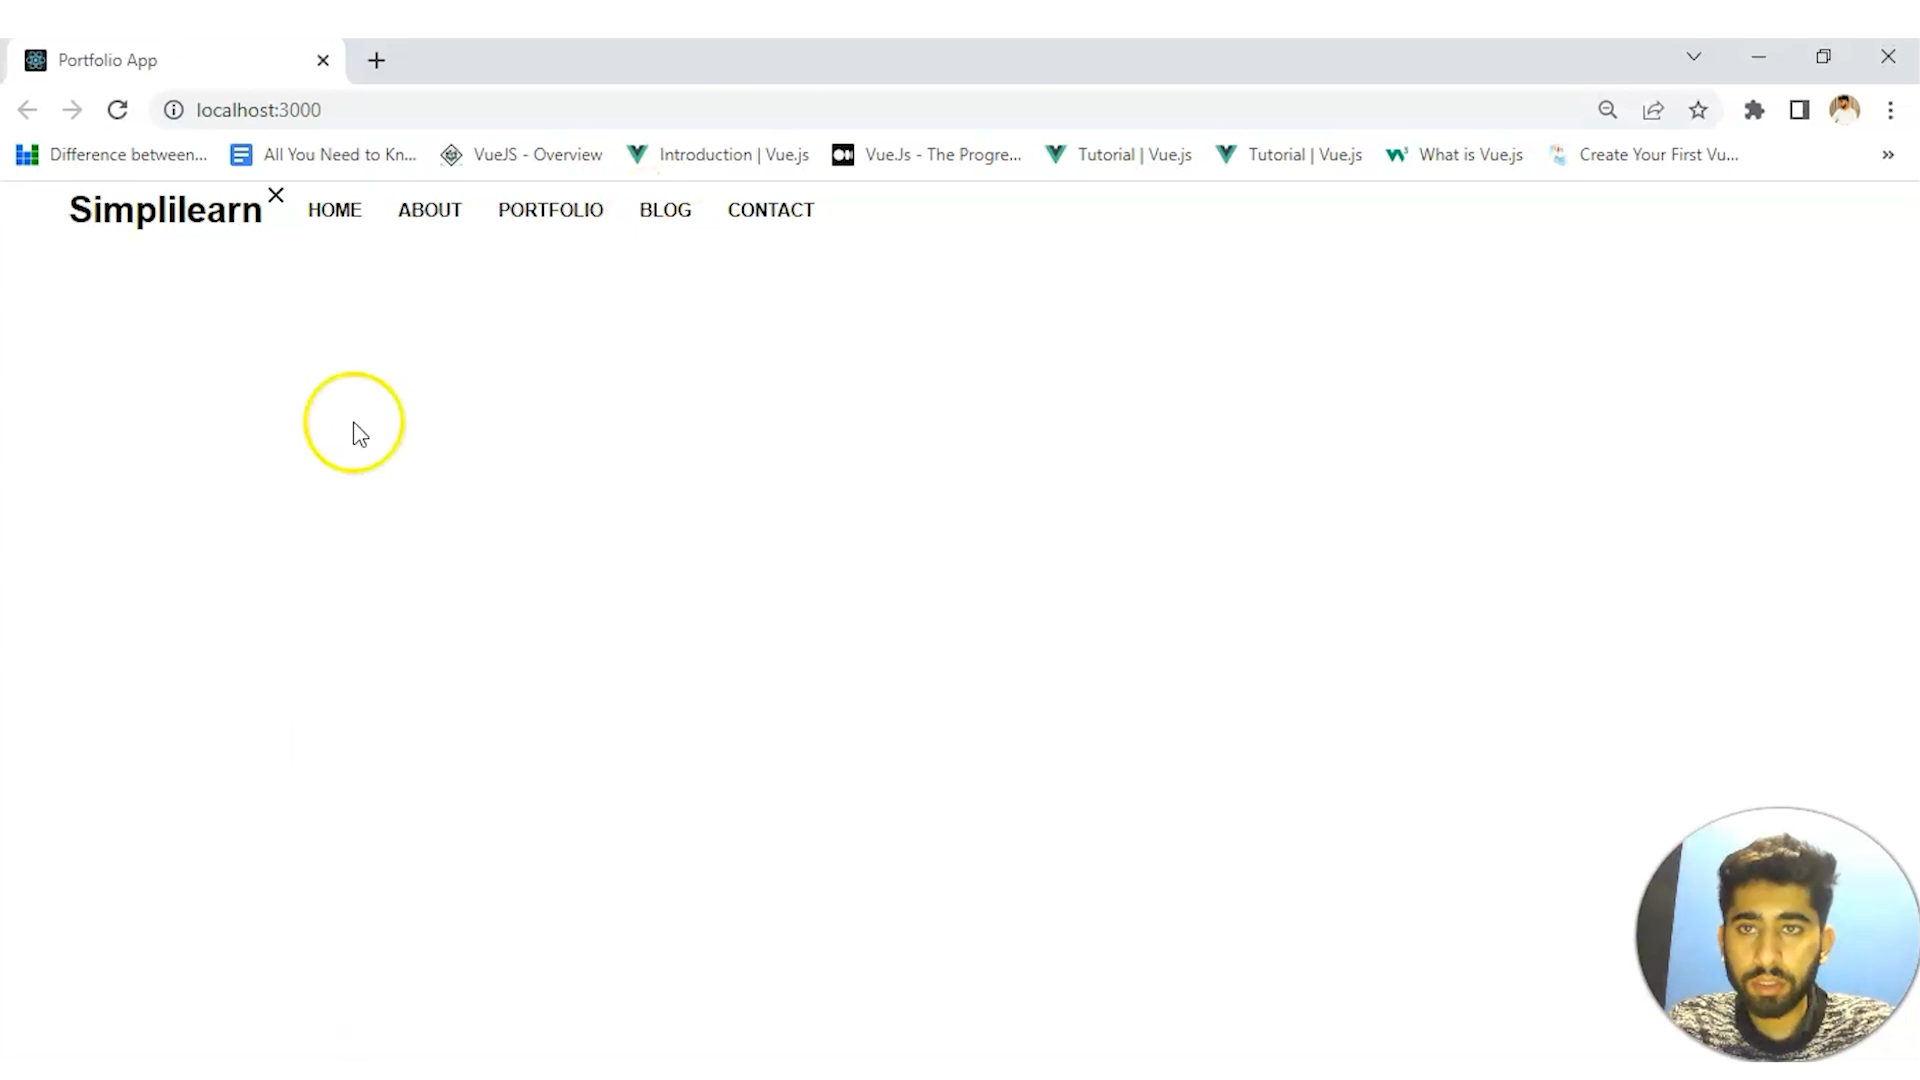 Portfolio App
localhost:3000
Difference between... All You Need to Kn... VueJS - Overview Introduction | Vue.js VueJs - The Progre... Tutorial | Vue.js Tutorial | Vue.js What is Vue.js Create Your First Vu...
Simplilearn HOME ABOUT PORTFOLIO BLOG CONTACT